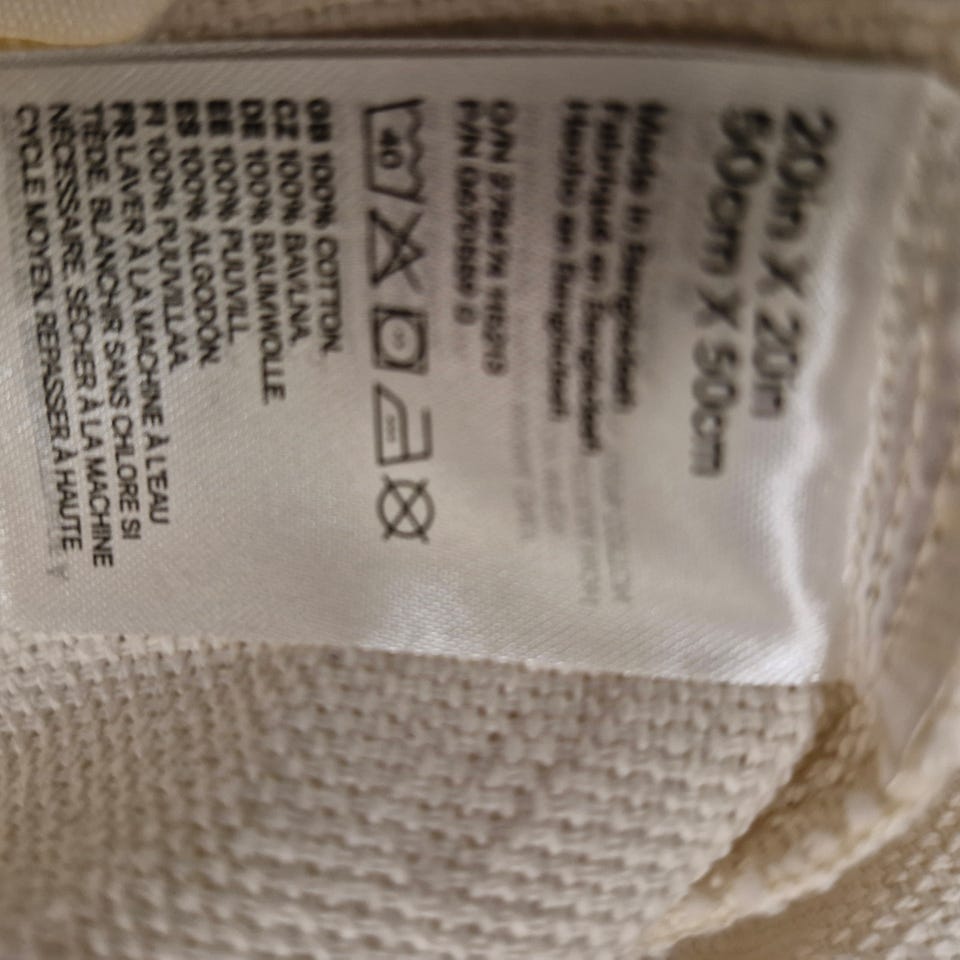 20in X 20in
50cm X 50cm
Made in Bangladesh
Fabriqué en Bangladesh
Hecho en Bangladesh
40
GB 100% COTTON.
CZ 100% BAVLNA.
DE 100% BAUMWOLLE
EE 100% PUUVILL.
ES 100% ALGODÓN.
FI 100% PUUVILLAA.
FR LAVER À LA MACHINE À L'EAU
TIÈDE. BLANCHIR SANS CHLORE SI
NÉCESSAIRE. SÉCHER À LA MACHINE
CYCLE MOYEN. REPASSER À HAUTE